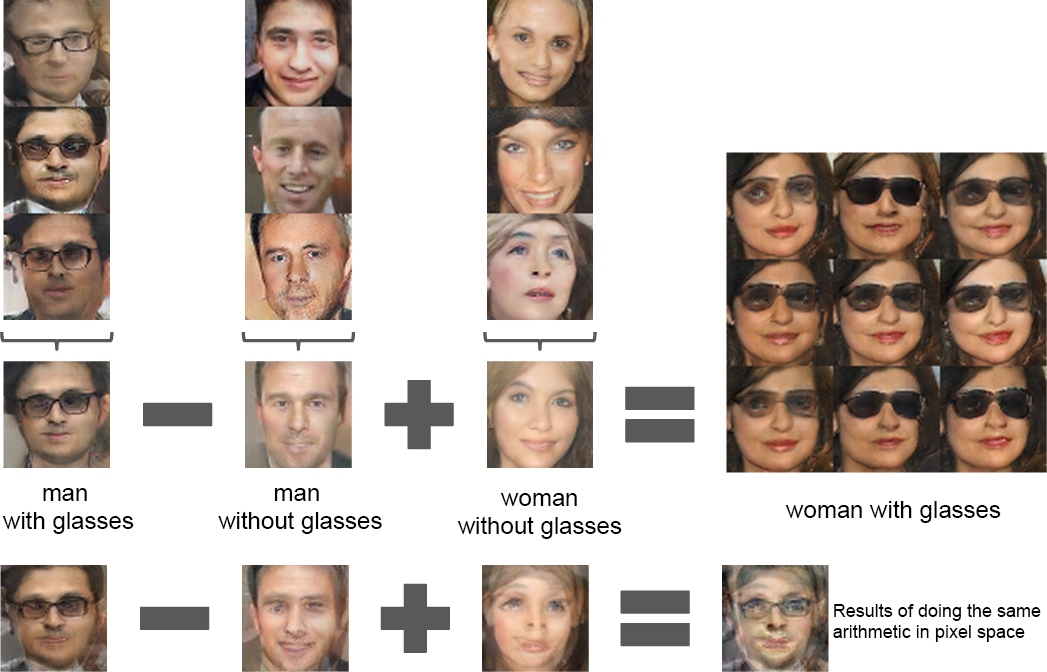 man
with glasses
man
without glasses
woman
without glasses
woman with glasses
Results of doing the same
arithmetic in pixel space